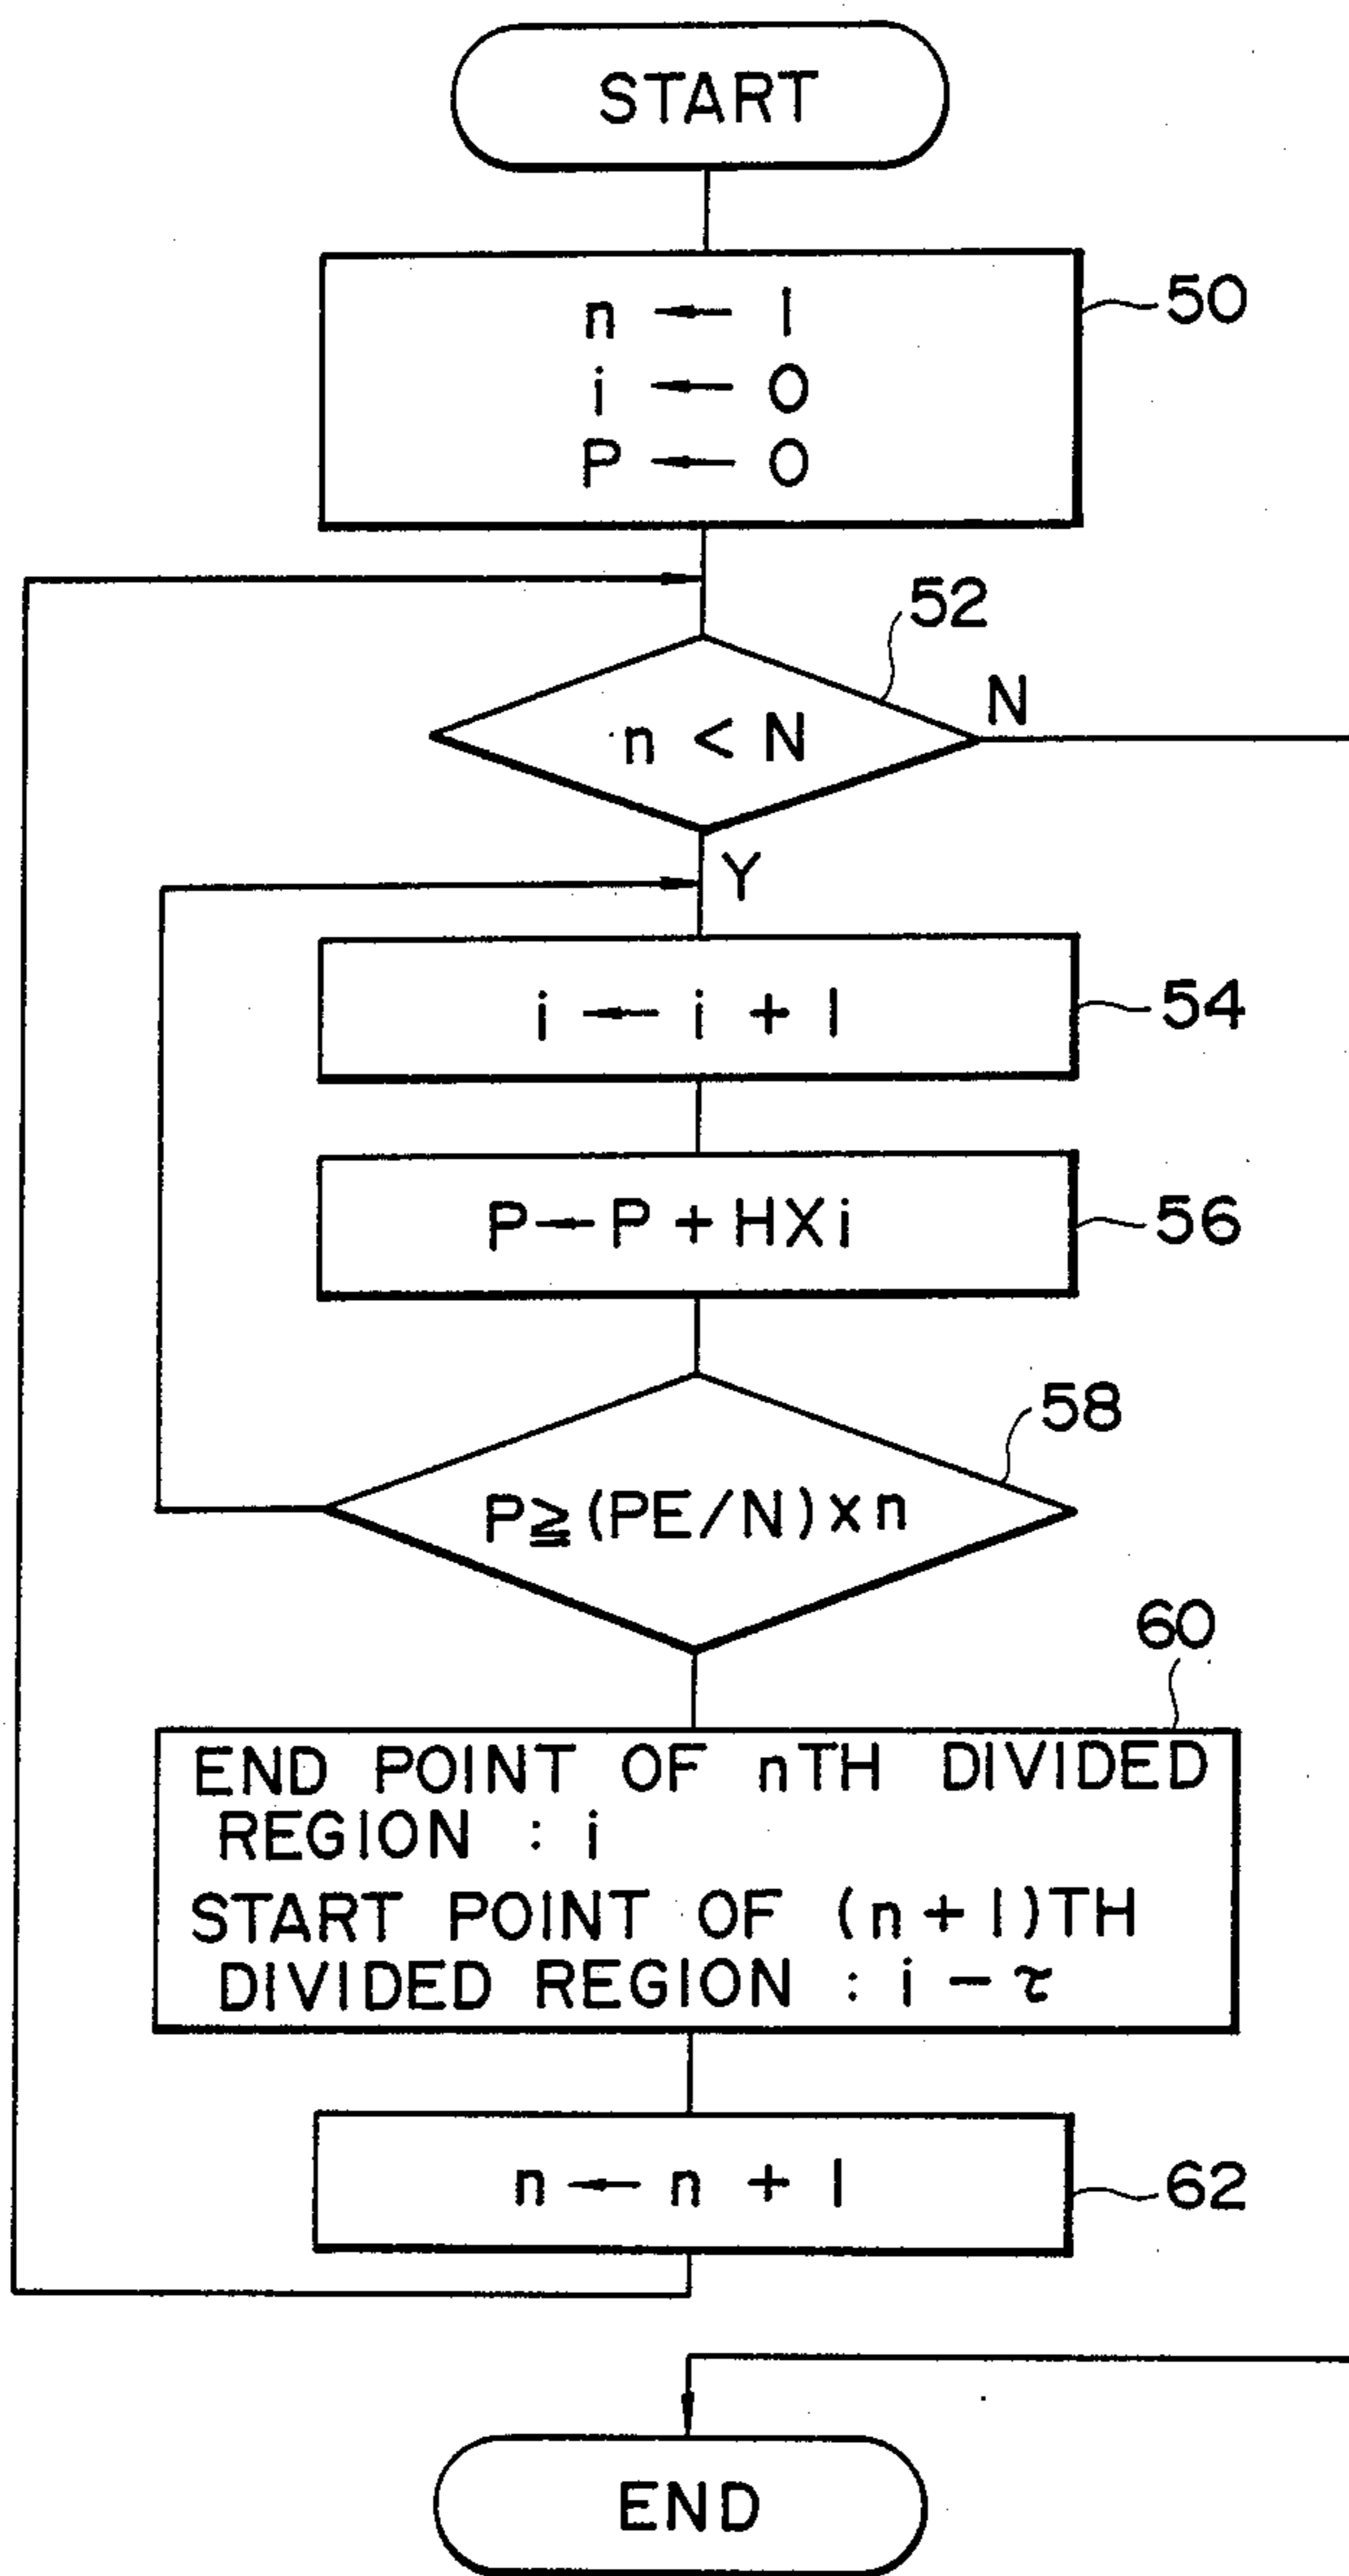 START
50
n ← 1
i ← 0
P ← 0
52
n < N
N
Y
i ← i + 1
54
P ← P + HXi
56
58
P ≧ (PE/N) x n
60
END POINT OF nTH DIVIDED
REGION : i
START POINT OF (n + 1)TH
DIVIDED REGION : i - τ
n ← n + 1
62
END